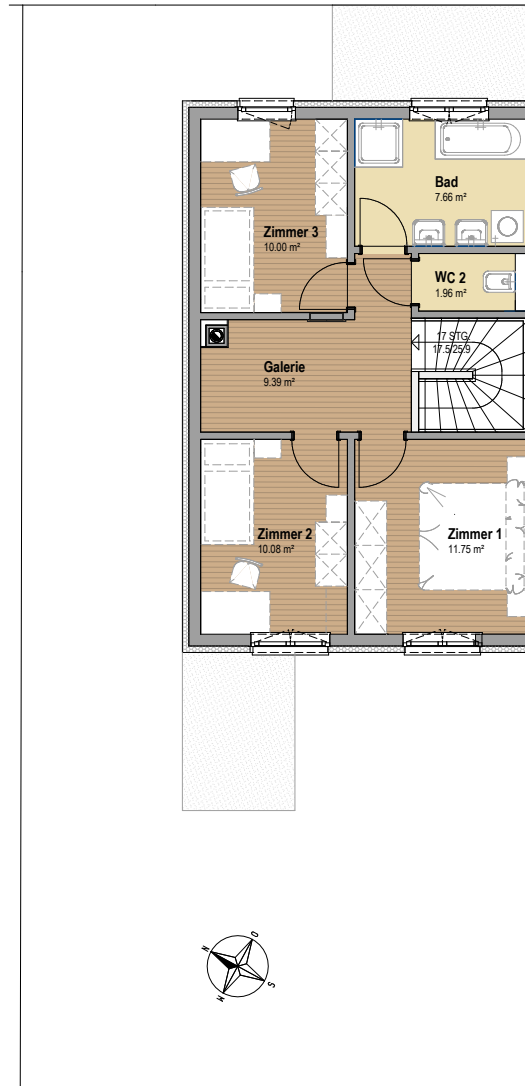 Bad
7.66 m²
Zimmer 3
10.00 m²
WC 2
1.96 m²
17 STG.
17.5/25.9
Galerie
9.39 m²
Zimmer 2
10.08 m²
Zimmer 1
11.75 m²
N
O
W
S